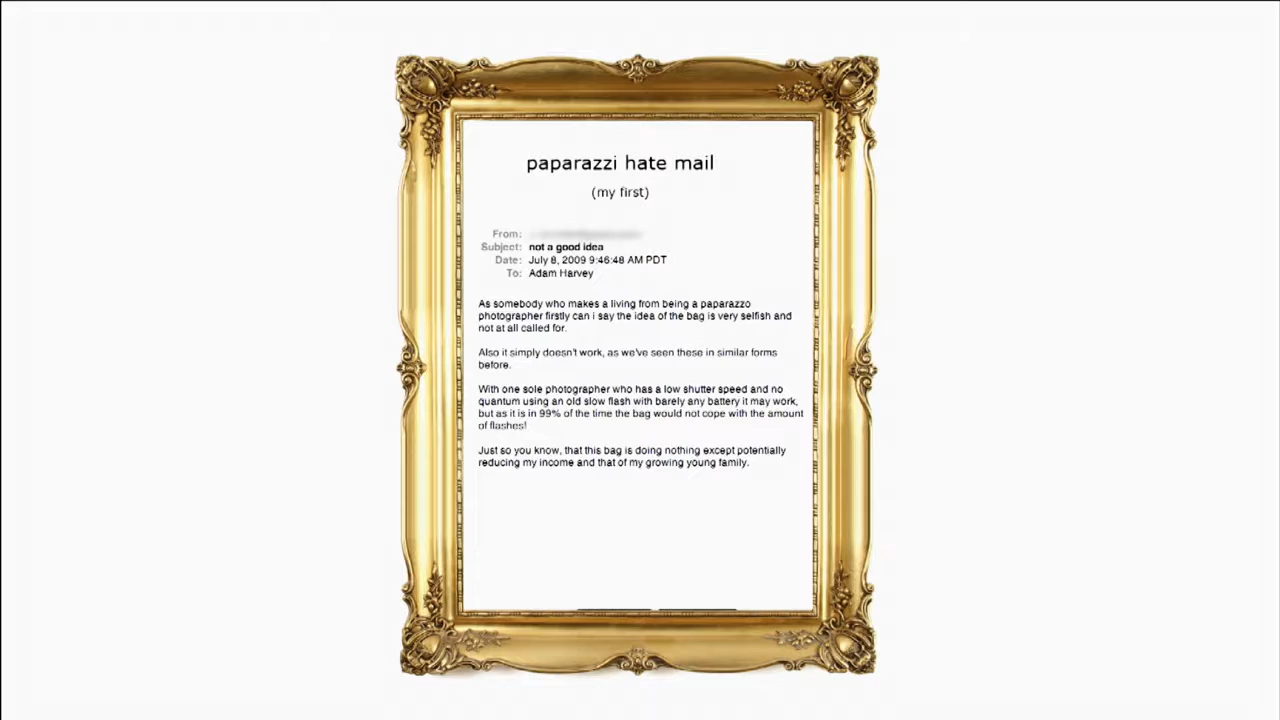 paparazzi hate mail
(my first)
From:
Subject: not a good idea
Date: July 8, 2009 9:46:48 AM PDT
To: Adam Harvey
As somebody who makes a living from being a paparazzo
photographer firstly can i say the idea of the bag is very selfish and
not at all called for.
Also it simply doesn't work, as we've seen these in similar forms
before.
With one sole photographer who has a low shutter speed and no
quantum using an old slow flash with barely any battery it may work,
but as it is in 99% of the time the bag would not cope with the amount
of flashes!
Just so you know, that this bag is doing nothing except potentially
reducing my income and that of my growing young family.